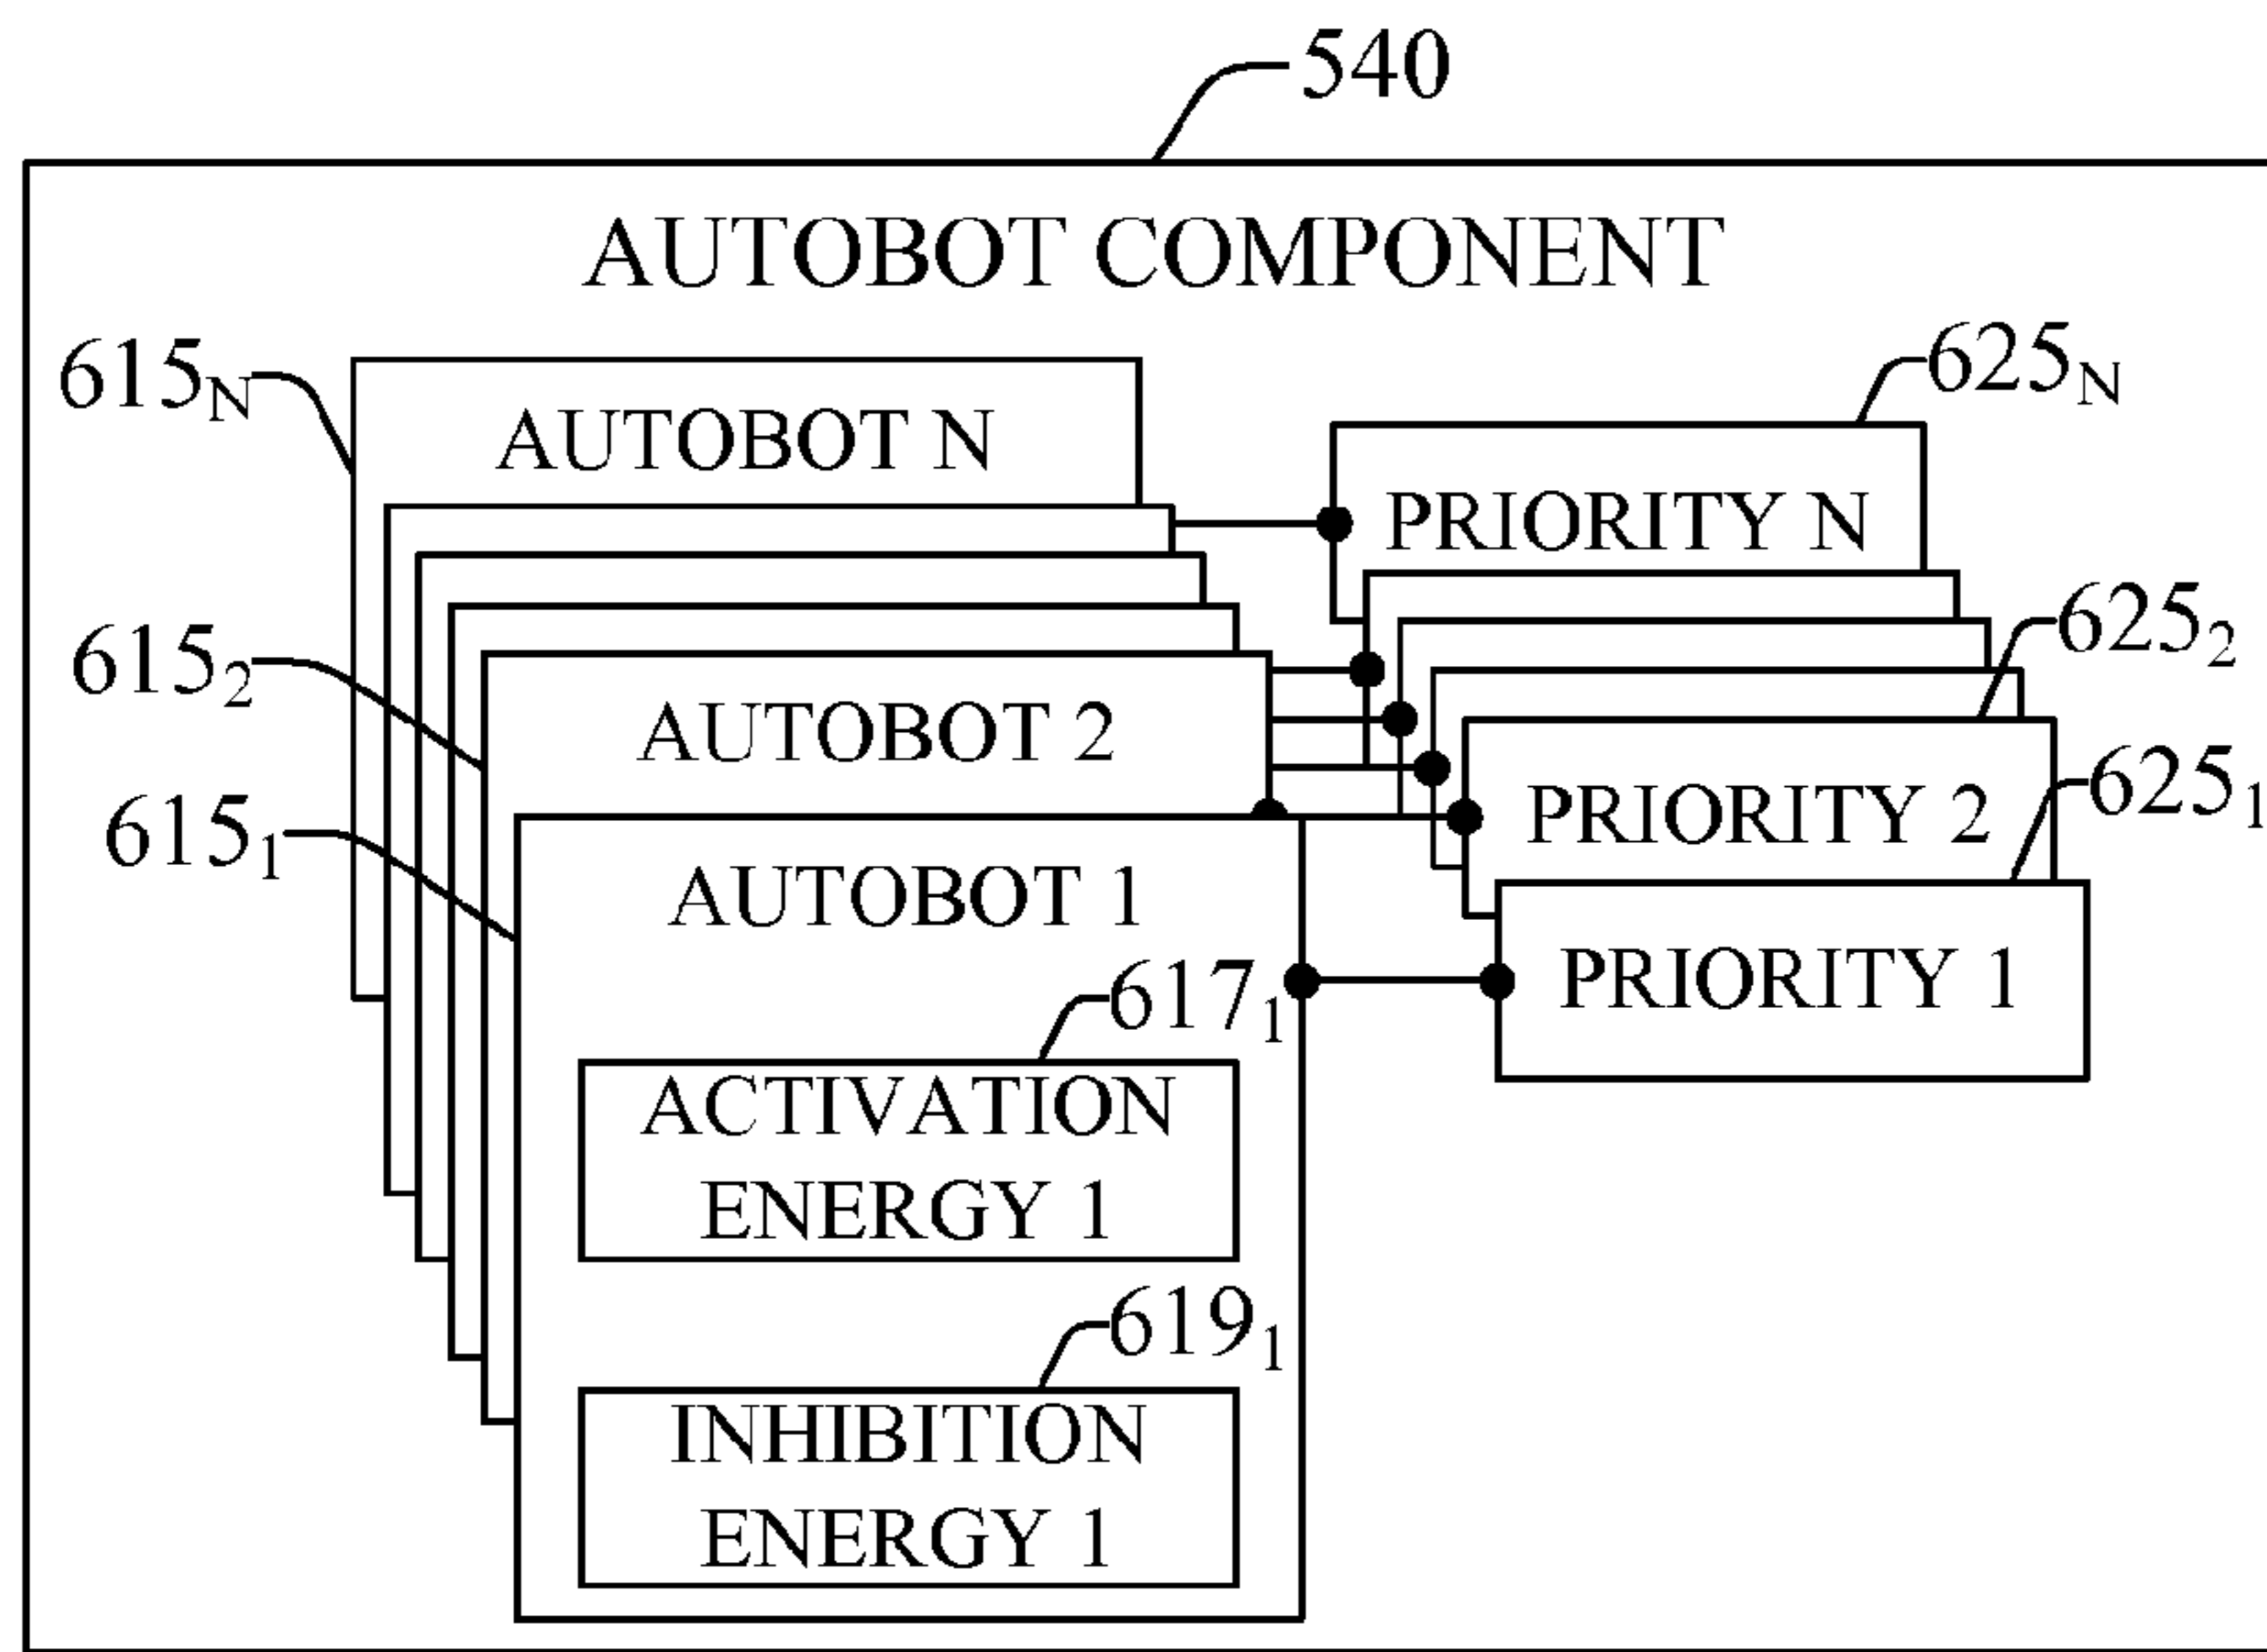 540
AUTOBOT COMPONENT
615N
625N
AUTOBOT N
PRIORITY N
615₂
625₂
AUTOBOT 2
PRIORITY 2
615₁
625₁
AUTOBOT 1
PRIORITY 1
617₁
ACTIVATION
ENERGY 1
619₁
INHIBITION
ENERGY 1